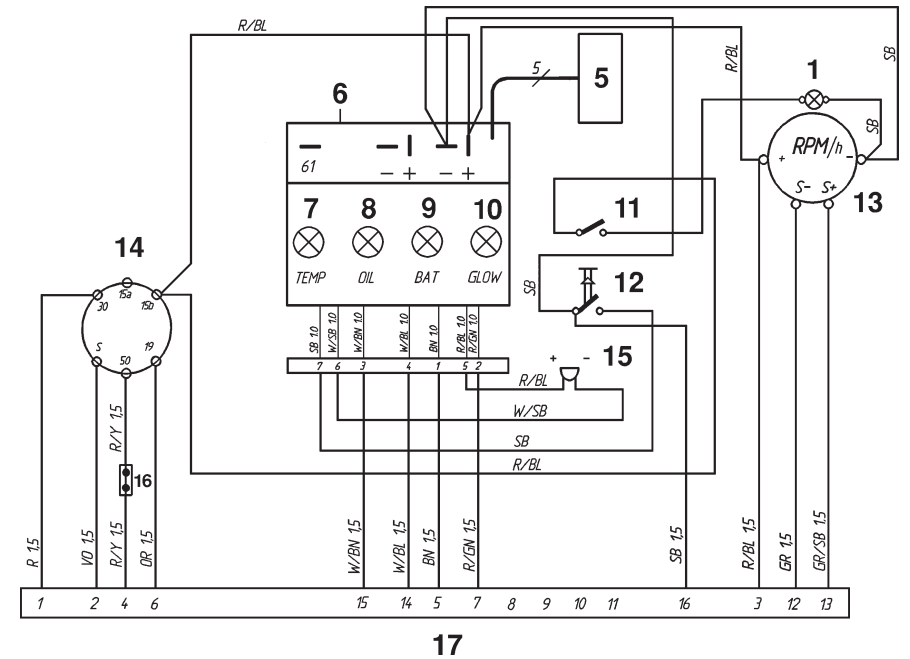 R/BL
SB
R/BL
1
5
5
6
SB
RPM/h
+
-
61
- + - +
S- S+
13
7 8 9 10
11
TEMP OIL BAT GLOW
14
15a
30
15b
S
19
50
12
SB
SB 1.0
W/SB 1.0
W/BN 1.0
W/BL 1.0
BN 1.0
R/BL 1.0
R/GN 1.0
7 6 3 4 1 5 2
+ -
15
R/BL
W/SB
SB
R/BL
R/Y 1,5
16
R 1,5
VO 1,5
R/Y 1,5
OR 1,5
W/BN 1,5
W/BL 1,5
BN 1,5
R/GN 1,5
SB 1,5
R/BL 1,5
GR 1,5
GR/SB 1,5
1 2 4 6 15 14 5 7 8 9 10 11 16 3 12 13
17